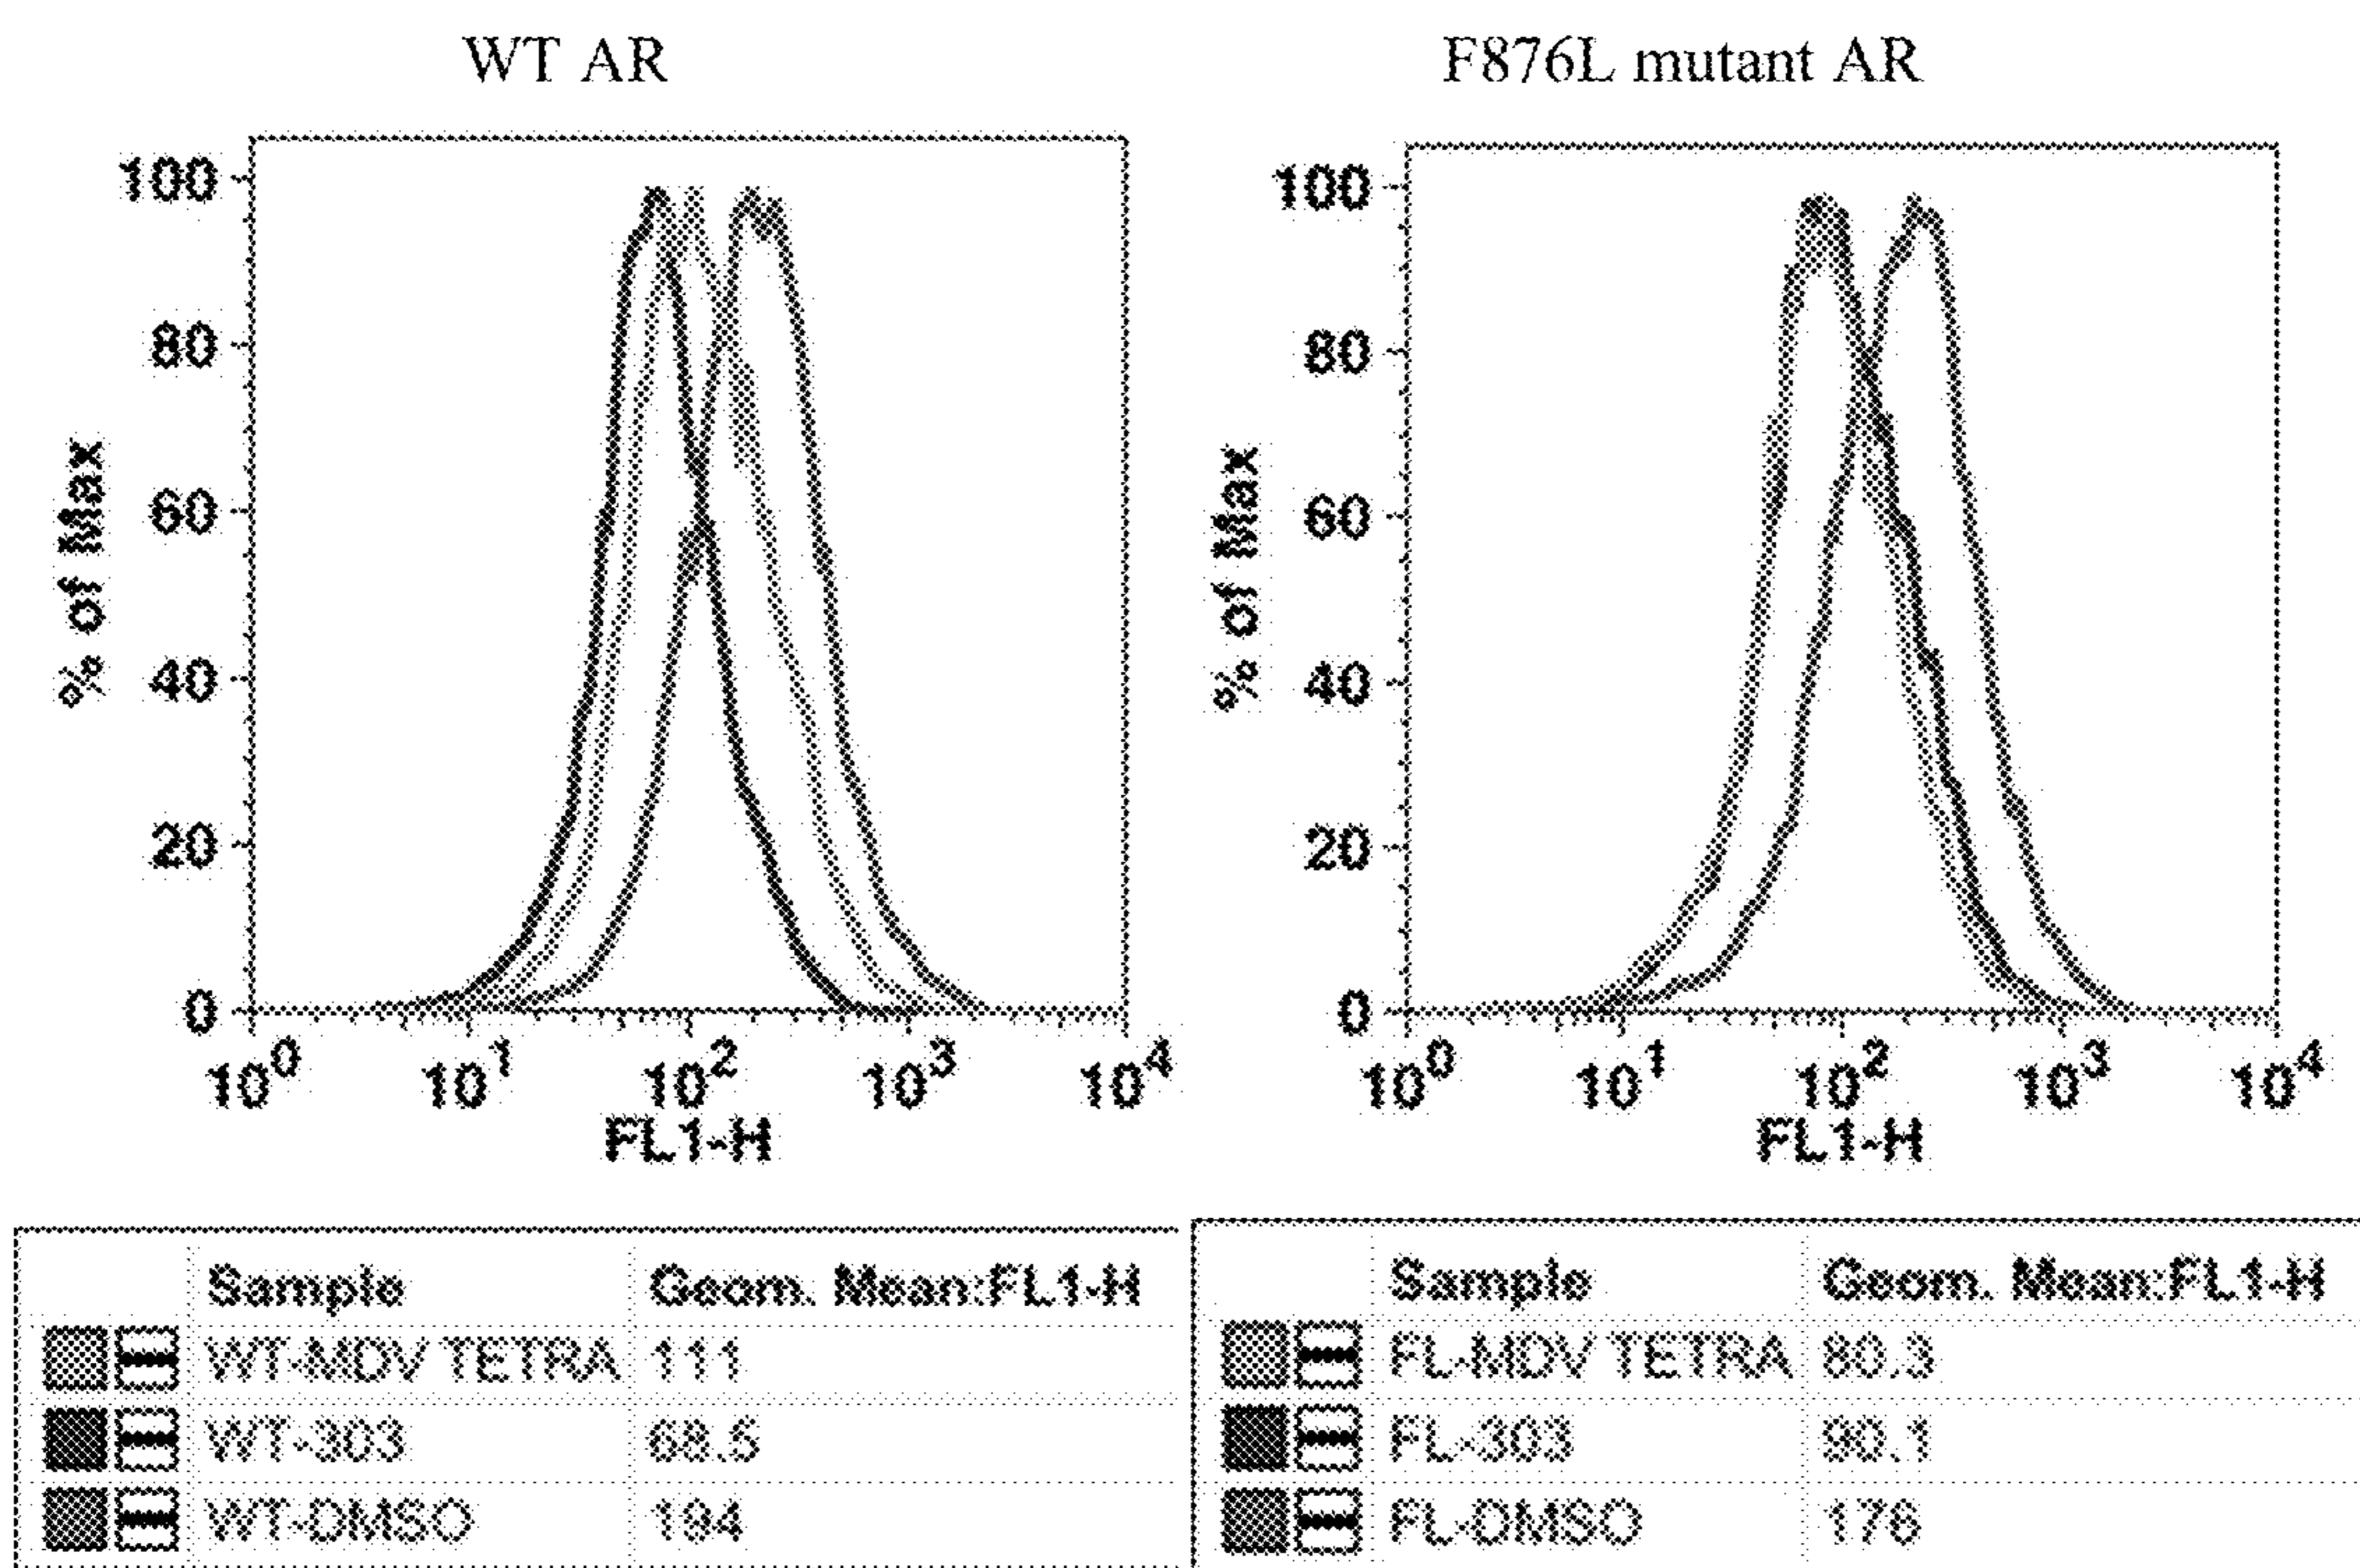 WT AR
F876L mutant AR
% of Max
100
80
60
40
20
0
10^0 10^1 10^2 10^3 10^4
FL1-H
% of Max
100
80
60
40
20
0
10^0 10^1 10^2 10^3 10^4
FL1-H
Sample Geom. Mean:FL1-H
WT-MDV TETRA 111
WT-303 68.5
WT-DMSO 194
Sample Geom. Mean:FL1-H
FL-MDV TETRA 80.3
FL-303 90.1
FL-DMSO 176